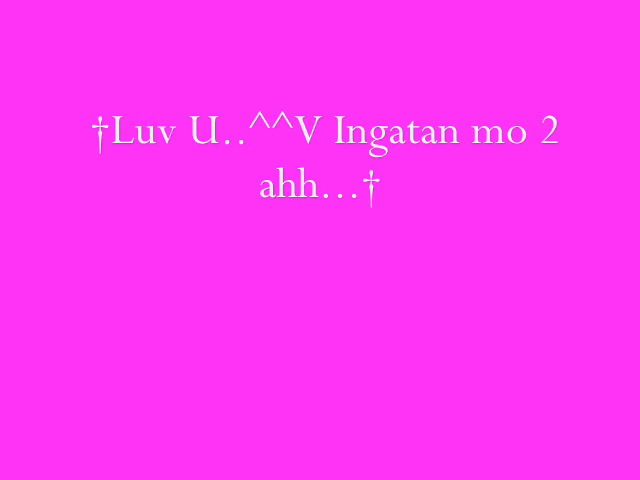 †Luv U..^^V Ingatan mo 2
ahh...†